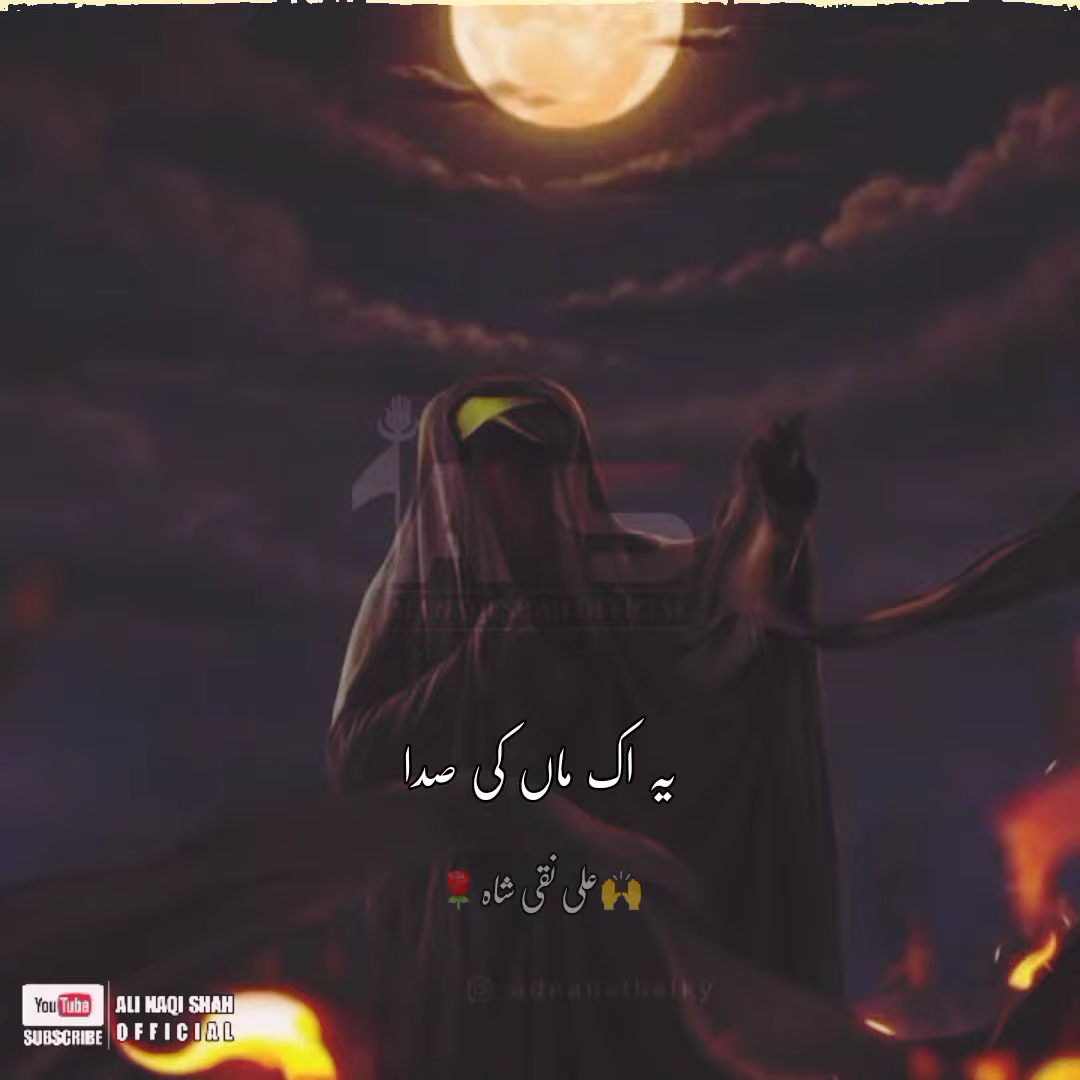 یہ اک ماں کی صدا
🙌علی نقی شاہ🌹
YouTube
SUBSCRIBE
ALI NAQI SHAH
OFFICIAL